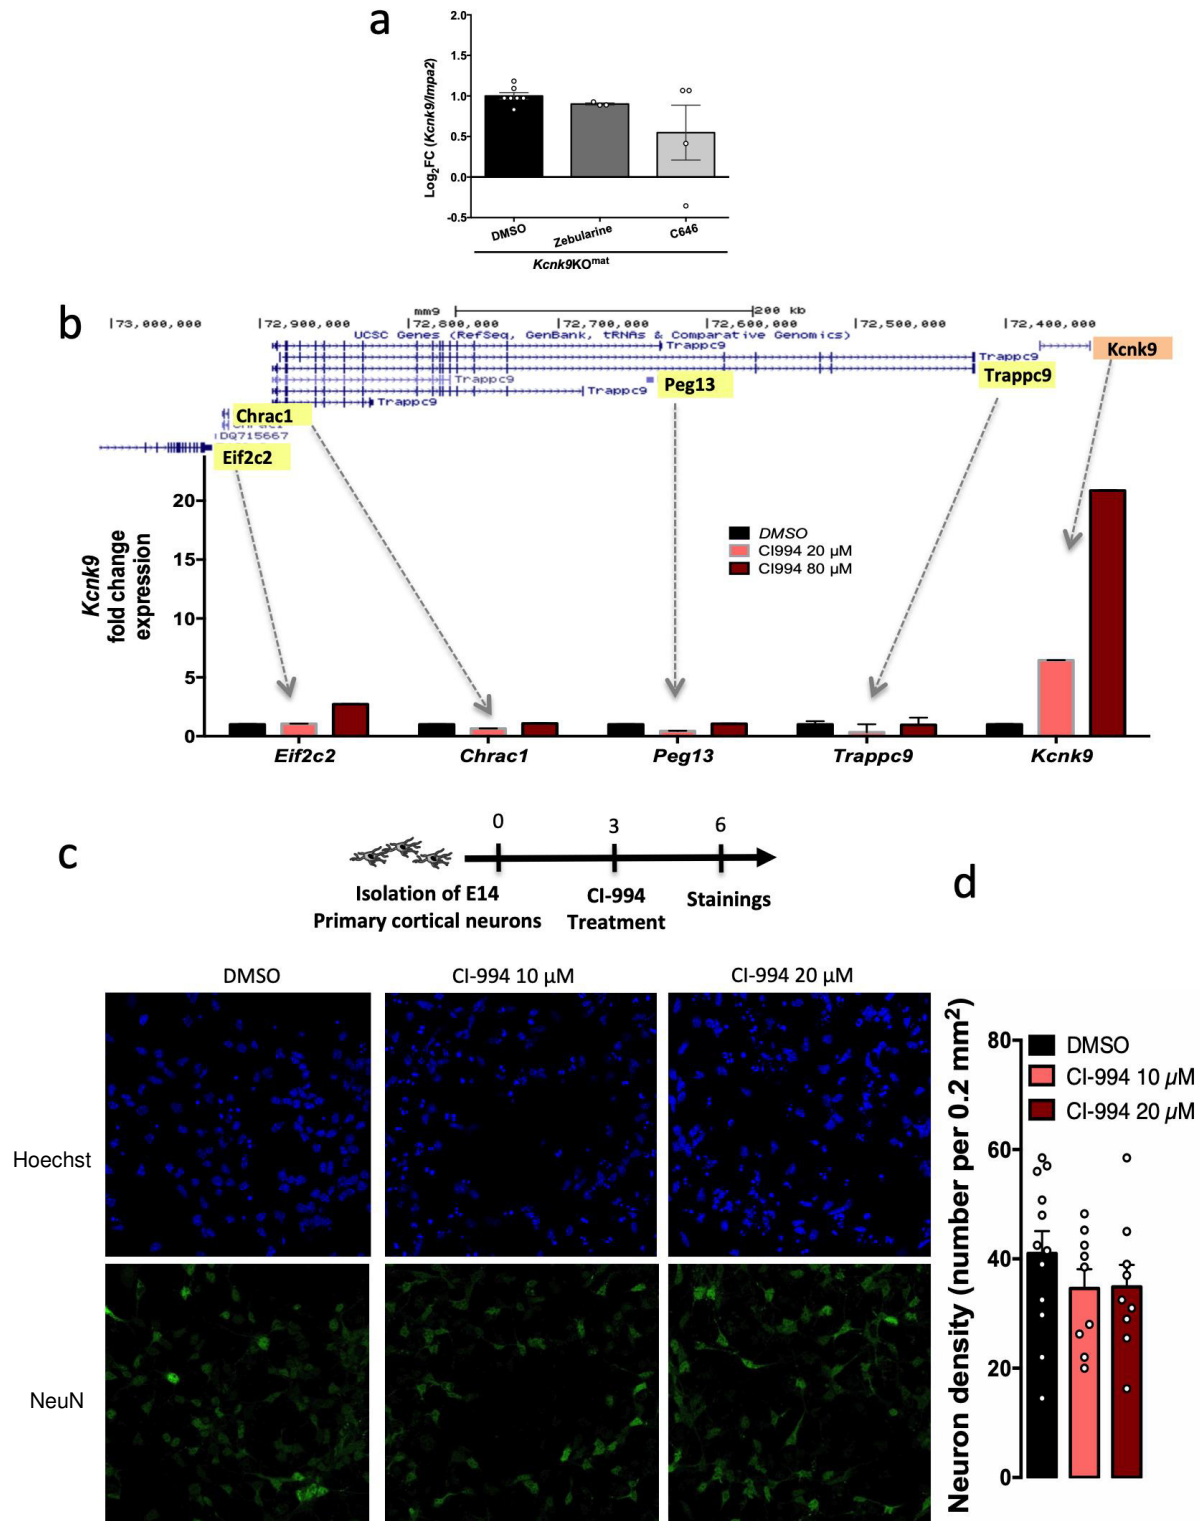 a
2.0
1.5
1.0
0.5
0.0
-0.5
Log2FC (Kcnk9/Impa2)
DMSO
Zebularine
C646
Kcnk9KOmat
b
mm9
200 kb
73,000,000
72,900,000
72,800,000
72,700,000
72,600,000
72,500,000
72,400,000
UCSC Genes (RefSeq, GenBank, tRNAs & Comparative Genomics)
Trappc9
Kcnk9
Trappc9
Trappc9
Trappc9
Peg13
Trappc9
Trappc9
Chrac1
DQ715667
Eif2c2
Kcnk9
fold change
expression
20
15
10
5
0
DMSO
CI994 20 µM
CI994 80 µM
Eif2c2
Chrac1
Peg13
Trappc9
Kcnk9
c
0
3
6
Isolation of E14
Primary cortical neurons
CI-994
Treatment
Stainings
d
DMSO
CI-994 10 µM
CI-994 20 µM
Hoechst
NeuN
Neuron density (number per 0.2 mm²)
80
60
40
20
0
DMSO
CI-994 10 µM
CI-994 20 µM